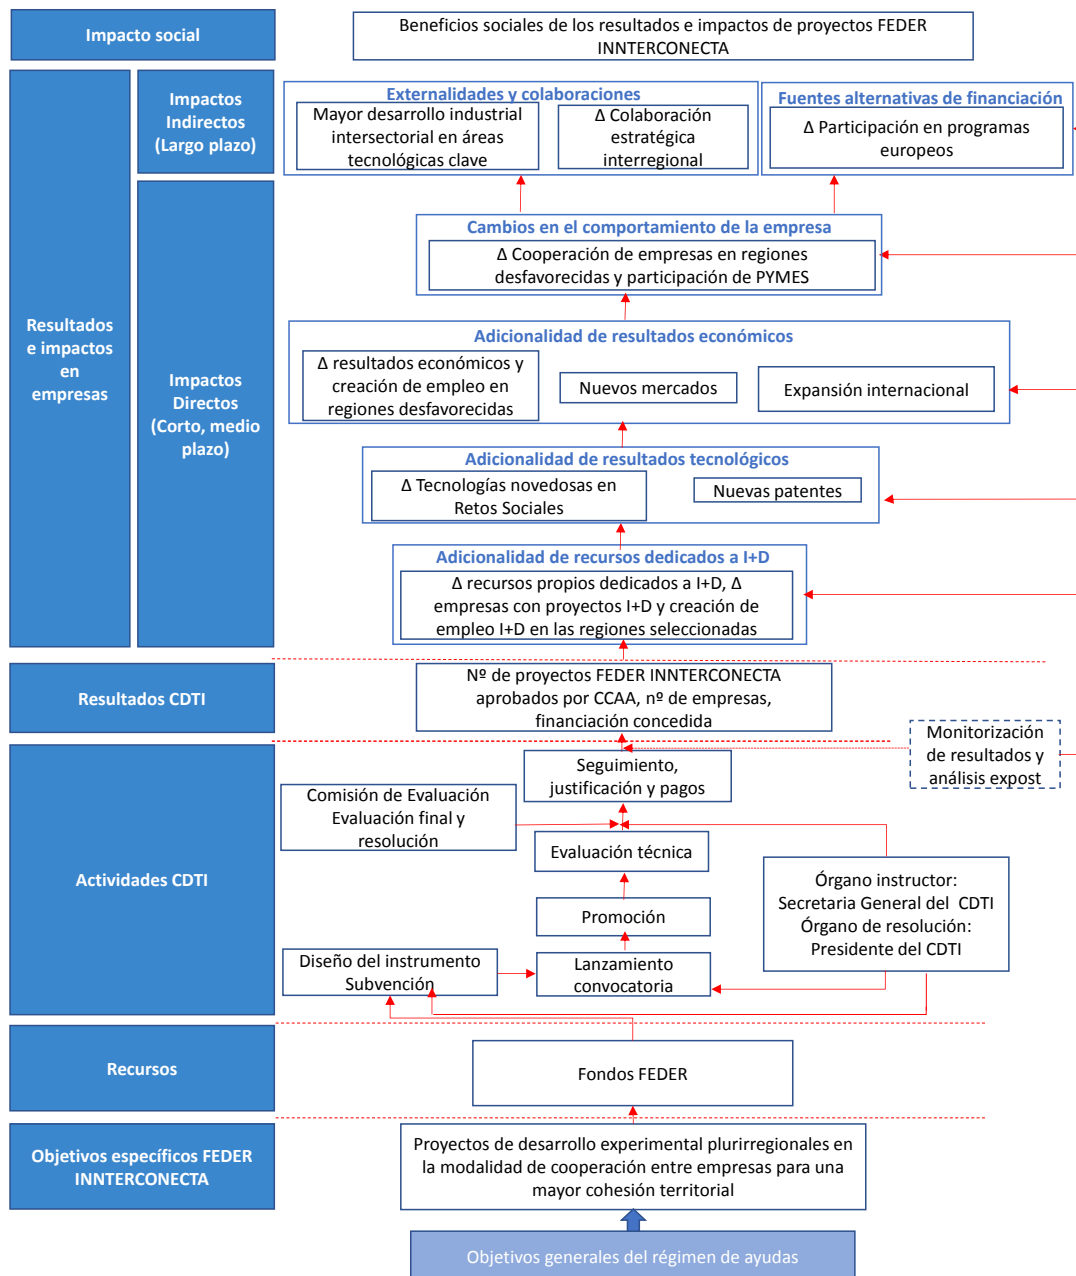 Impacto social
Beneficios sociales de los resultados e impactos de proyectos FEDER
INNTERCONECTA
Resultados
e impactos
en
empresas
Impactos
Indirectos
(Largo plazo)
Externalidades y colaboraciones
Mayor desarrollo industrial
intersectorial en áreas
tecnológicas clave
Δ Colaboración
estratégica
interregional
Fuentes alternativas de financiación
Δ Participación en programas
europeos
Impactos
Directos
(Corto, medio
plazo)
Cambios en el comportamiento de la empresa
Δ Cooperación de empresas en regiones
desfavorecidas y participación de PYMES
Adicionalidad de resultados económicos
Δ resultados económicos y
creación de empleo en
regiones desfavorecidas
Nuevos mercados
Expansión internacional
Adicionalidad de resultados tecnológicos
Δ Tecnologías novedosas en
Retos Sociales
Nuevas patentes
Adicionalidad de recursos dedicados a I+D
Δ recursos propios dedicados a I+D, Δ
empresas con proyectos I+D y creación de
empleo I+D en las regiones seleccionadas
Resultados CDTI
Nº de proyectos FEDER INNTERCONECTA
aprobados por CCAA, nº de empresas,
financiación concedida
Actividades CDTI
Monitorización
de resultados y
análisis expost
Seguimiento,
justificación y pagos
Comisión de Evaluación
Evaluación final y
resolución
Evaluación técnica
Órgano instructor:
Secretaria General del CDTI
Órgano de resolución:
Presidente del CDTI
Promoción
Diseño del instrumento
Subvención
Lanzamiento
convocatoria
Recursos
Fondos FEDER
Objetivos específicos FEDER
INNTERCONECTA
Proyectos de desarrollo experimental plurirregionales en
la modalidad de cooperación entre empresas para una
mayor cohesión territorial
Objetivos generales del régimen de ayudas